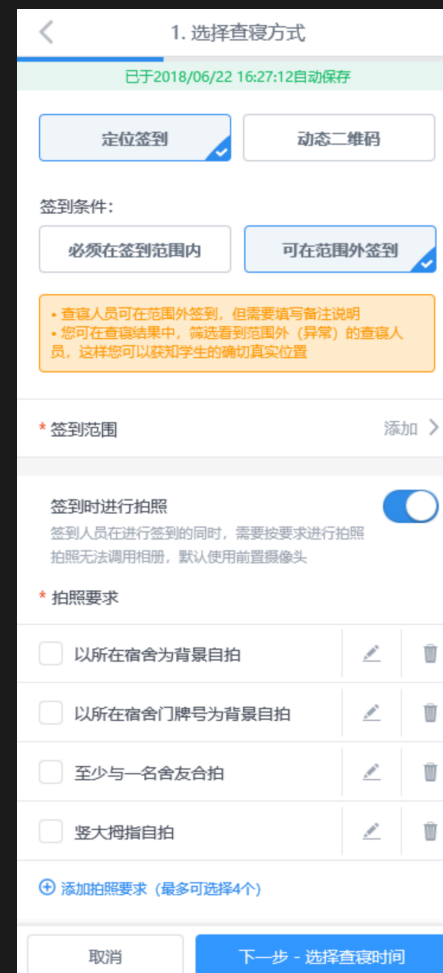 1. 选择查寝方式
已于2018/06/22 16:27:12自动保存
定位签到
动态二维码
签到条件：
必须在签到范围内
可在范围外签到
• 查寝人员可在范围外签到，但需要填写备注说明
• 您可在查寝结果中，筛选看到范围外（异常）的查寝人
员，这样您可以获知学生的确切真实位置
* 签到范围
添加
签到时进行拍照
签到人员在进行签到的同时，需要按要求进行拍照
拍照无法调用相册，默认使用前置摄像头
* 拍照要求
以所在宿舍为背景自拍
以所在宿舍门牌号为背景自拍
至少与一名舍友合拍
竖大拇指自拍
添加拍照要求（最多可选择4个）
取消
下一步 - 选择查寝时间